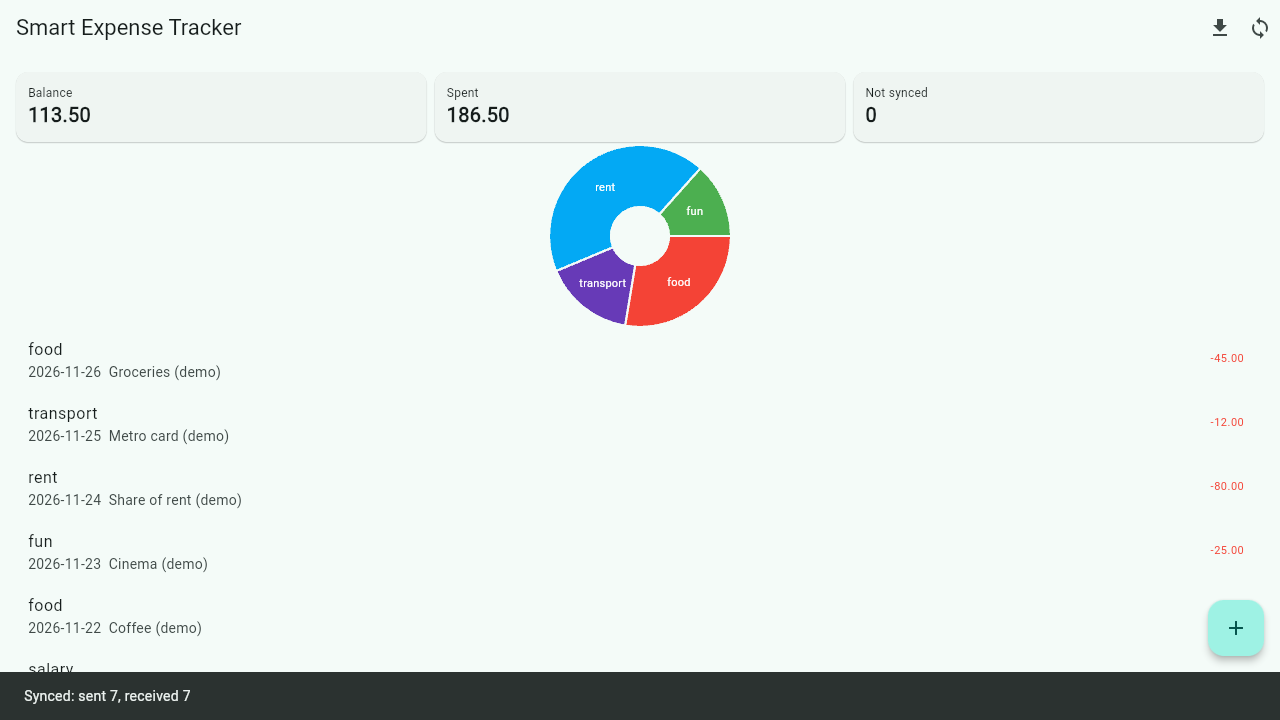 Smart Expense Tracker
Balance
113.50
Spent
186.50
Not synced
0
rent
fun
transport
food
food
2026-11-26 Groceries (demo)
-45.00
transport
2026-11-25 Metro card (demo)
-12.00
rent
2026-11-24 Share of rent (demo)
-80.00
fun
2026-11-23 Cinema (demo)
-25.00
food
2026-11-22 Coffee (demo)
salary
Synced: sent 7, received 7